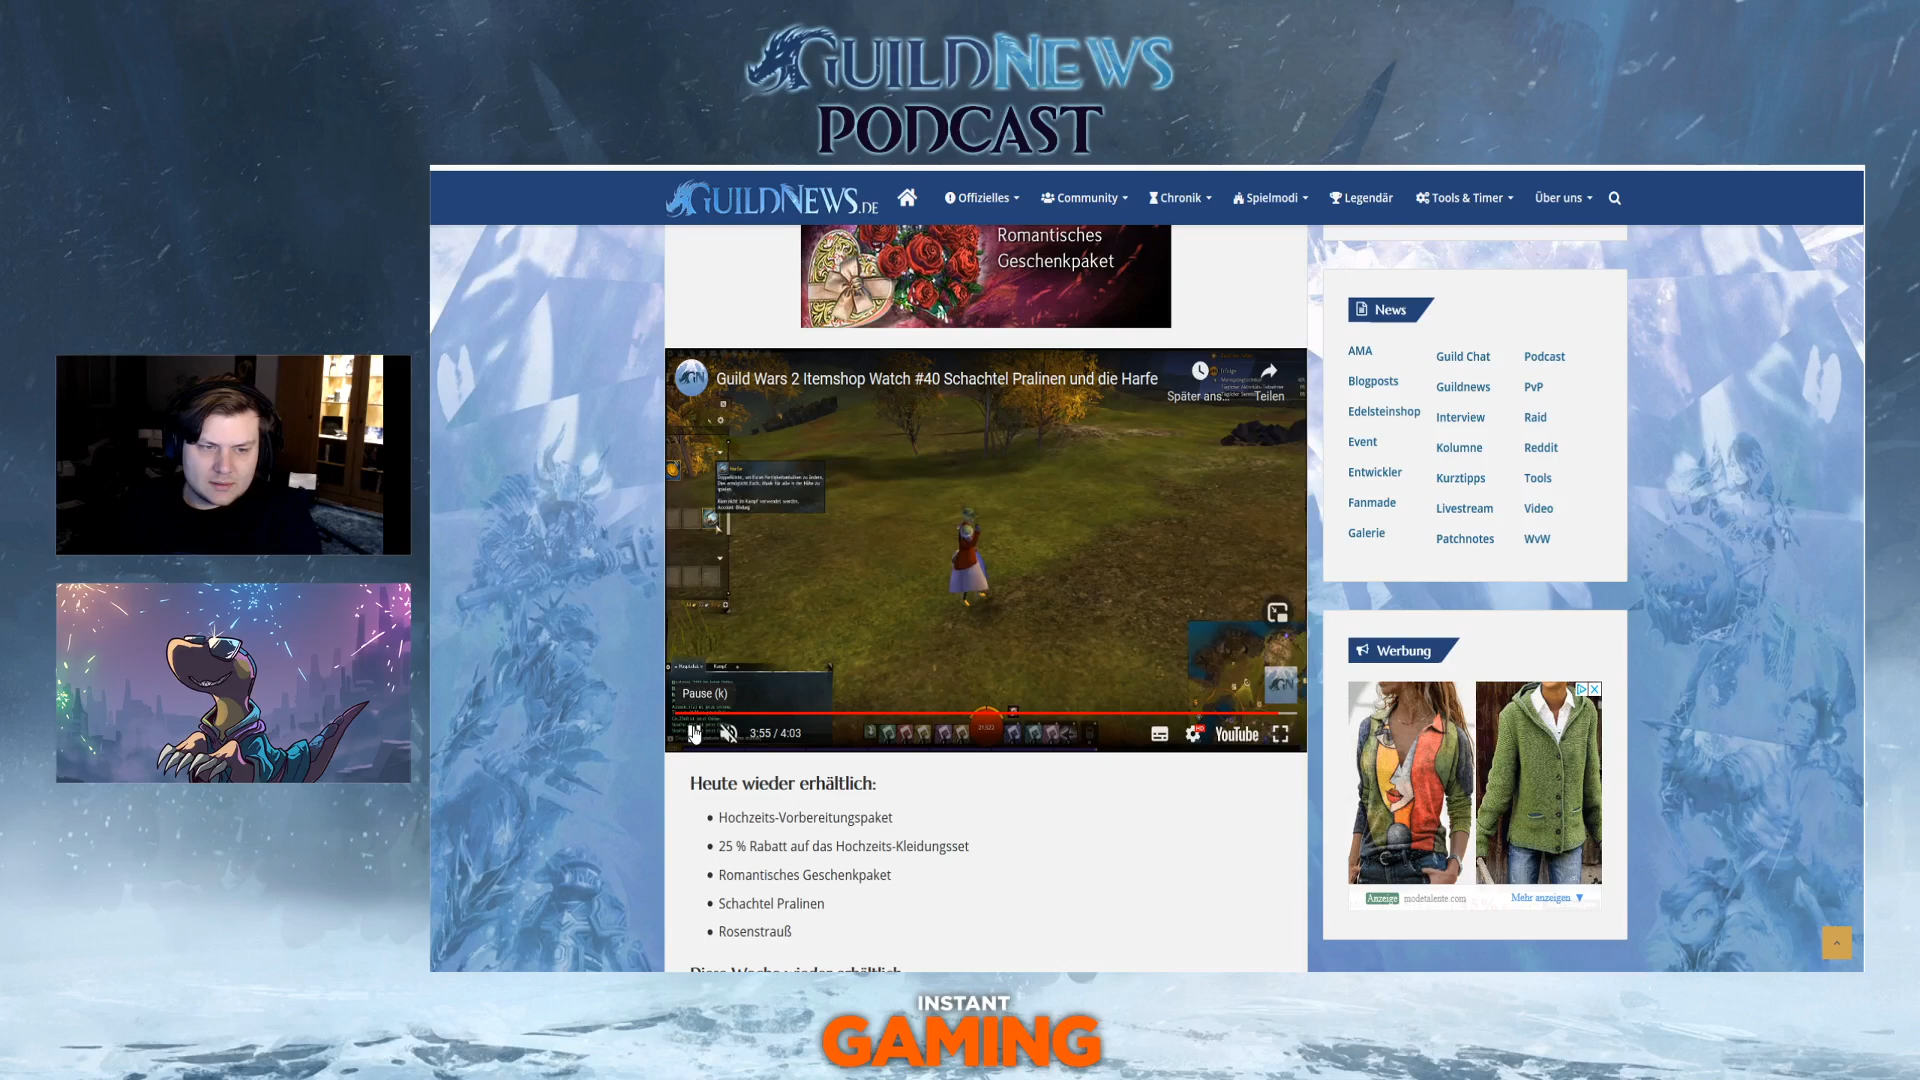 GUILDNEWS
PODCAST
GUILDNEWS.DE
Offizielles
Community
Chronik
Spielmodi
Legendär
Tools & Timer
Über uns
Romantisches
Geschenkpaket
Guild Wars 2 Itemshop Watch #40 Schachtel Pralinen und die Harfe
Später ans...
Teilen
Harfe
Pause (k)
3:55 / 4:03
HD
YouTube
Heute wieder erhältlich:
Hochzeits-Vorbereitungspaket
25 % Rabatt auf das Hochzeits-Kleidungsset
Romantisches Geschenkpaket
Schachtel Pralinen
Rosenstrauß
News
AMA
Blogposts
Edelsteinshop
Event
Entwickler
Fanmade
Galerie
Guild Chat
Guildnews
Interview
Kolumne
Kurztipps
Livestream
Patchnotes
Podcast
PvP
Raid
Reddit
Tools
Video
WvW
Werbung
Anzeige
modetalente.com
Mehr anzeigen
INSTANT
GAMING